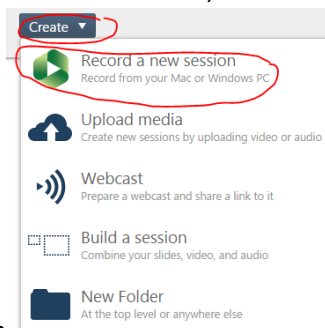 Create
Record a new session
Record from your Mac or Windows PC
Upload media
Create new sessions by uploading video or audio
Webcast
Prepare a webcast and share a link to it
Build a session
Combine your slides, video, and audio
New Folder
At the top level or anywhere else